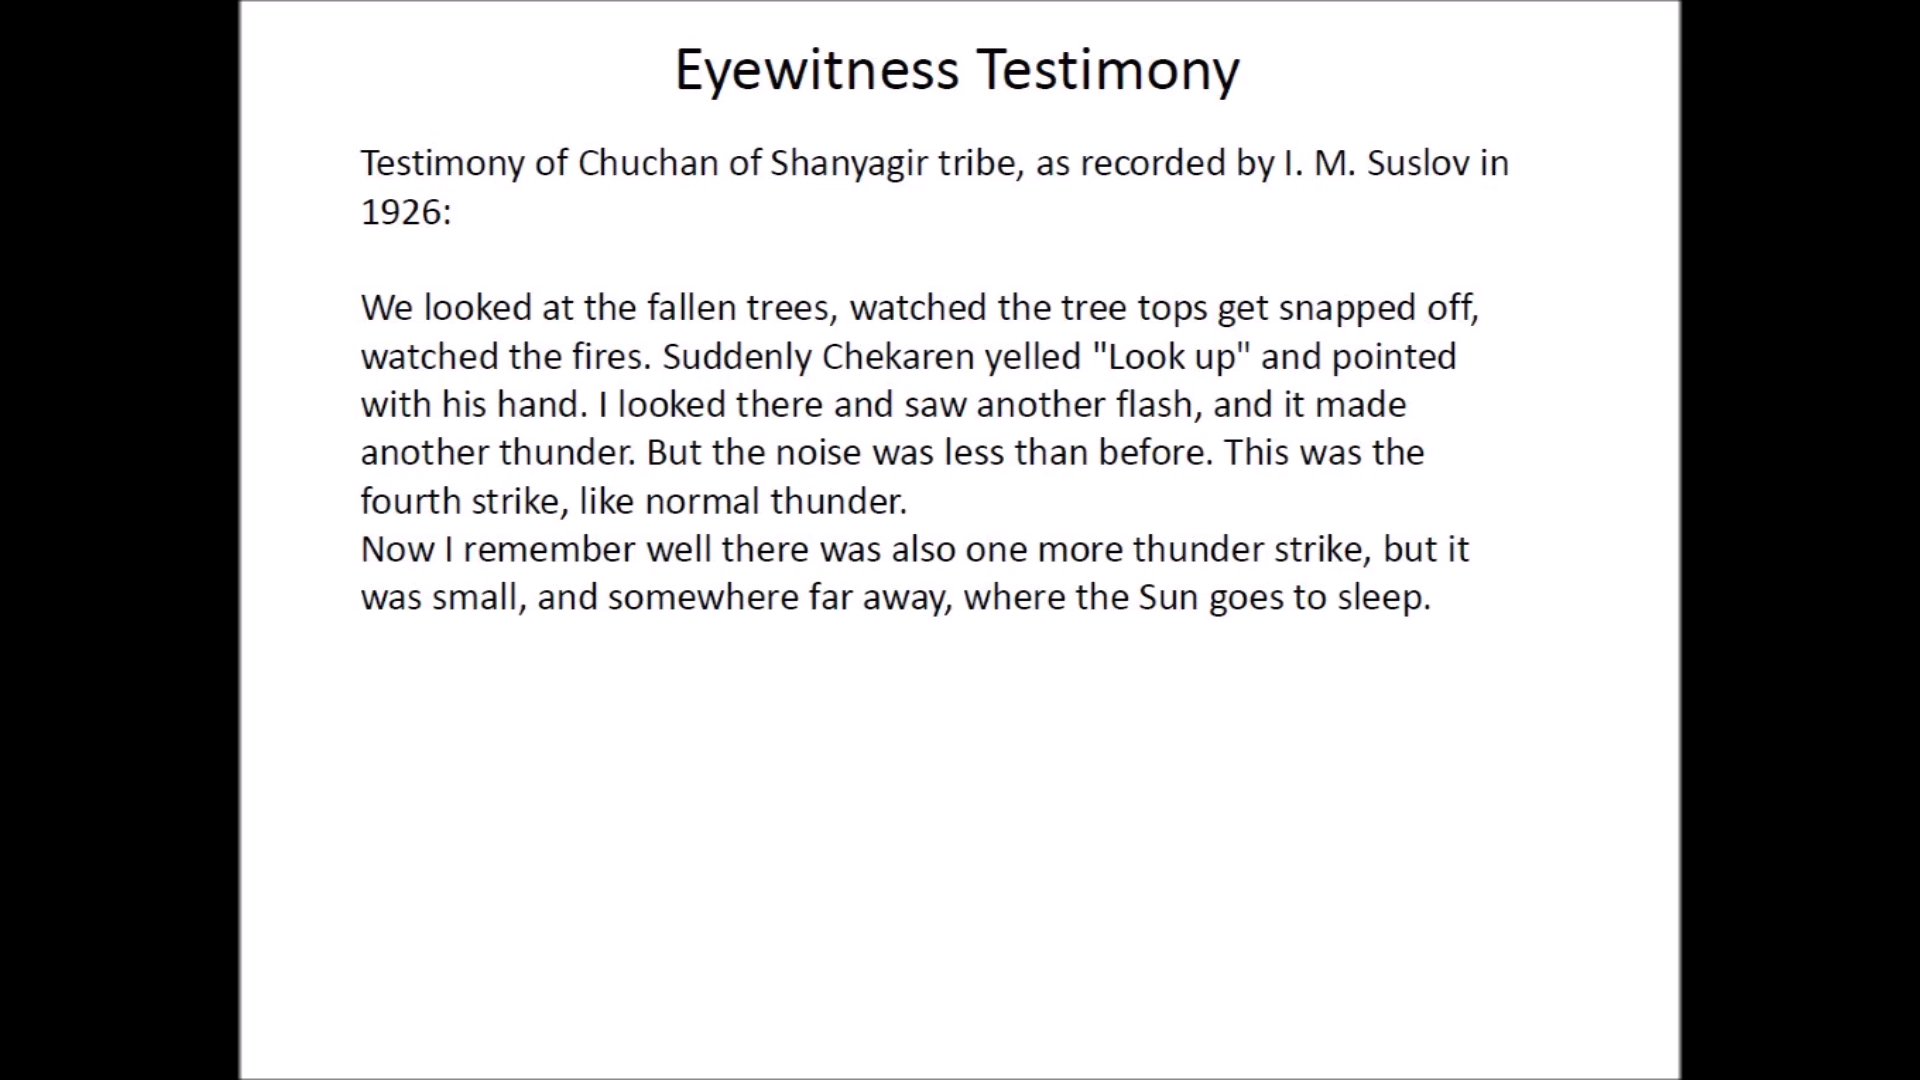 Eyewitness Testimony
Testimony of Chuchan of Shanyagir tribe, as recorded by I. M. Suslov in
1926:
We looked at the fallen trees, watched the tree tops get snapped off,
watched the fires. Suddenly Chekaren yelled "Look up" and pointed
with his hand. I looked there and saw another flash, and it made
another thunder. But the noise was less than before. This was the
fourth strike, like normal thunder.
Now I remember well there was also one more thunder strike, but it
was small, and somewhere far away, where the Sun goes to sleep.